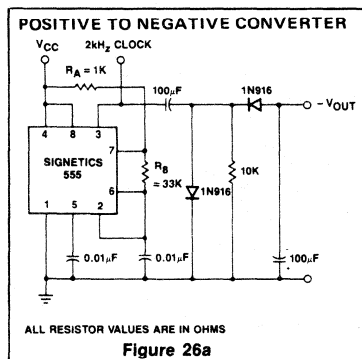 POSITIVE TO NEGATIVE CONVERTER
VCC
2kHz CLOCK
RA = 1K
100µF
1N916
– VOUT
4
8
3
7
SIGNETICS
555
RB
≈ 33K
1N916
10K
6
1
5
2
0.01µF
0.01µF
100µF
ALL RESISTOR VALUES ARE IN OHMS
Figure 26a